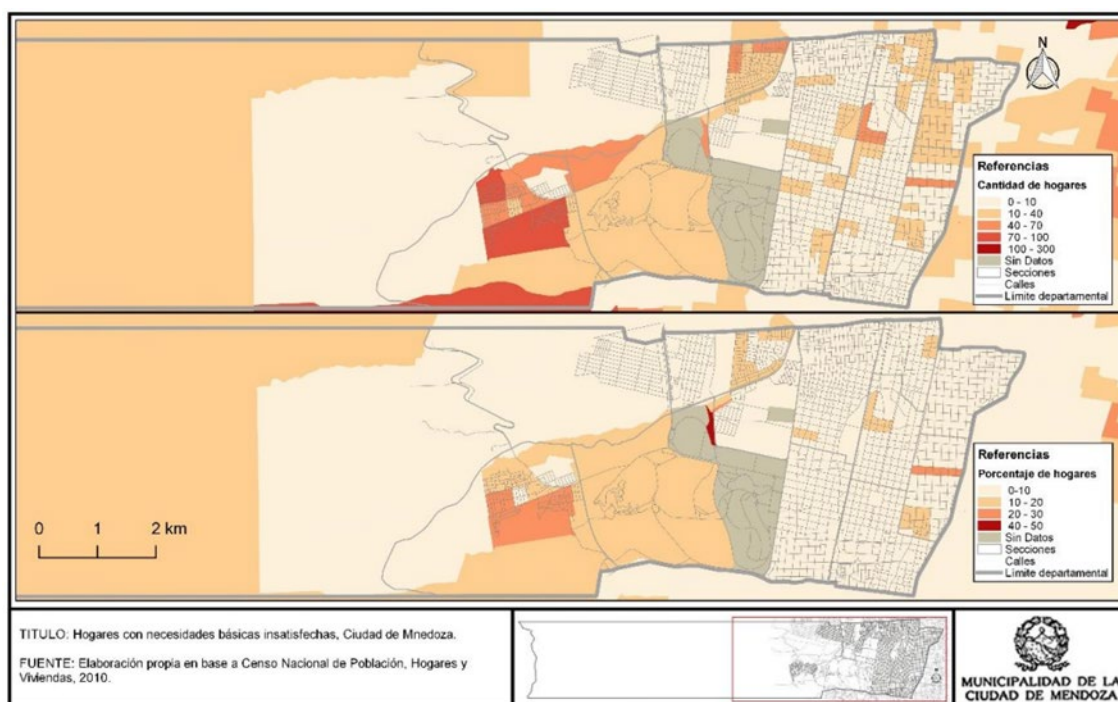 N
Referencias
Cantidad de hogares
0 - 10
10 - 40
40 - 70
70 - 100
100 - 300
Sin Datos
Secciones
Calles
Límite departamental
Referencias
Porcentaje de hogares
0-10
10 - 20
20 - 30
40 - 50
Sin Datos
Secciones
Calles
Límite departamental
0 1 2 km
TITULO: Hogares con necesidades básicas insatisfechas, Ciudad de Mnedoza.
FUENTE: Elaboración propia en base a Censo Nacional de Población, Hogares y
Viviendas, 2010.
MUNICIPALIDAD DE LA
CIUDAD DE MENDOZA